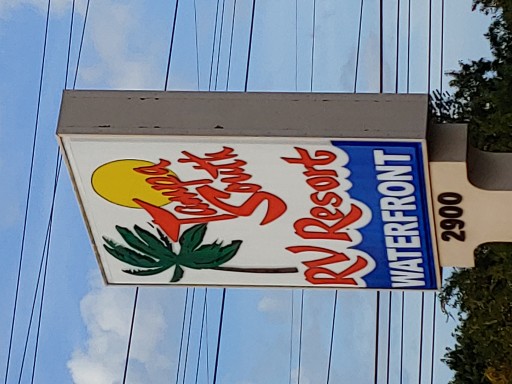 Tampa
South
RV Resort
WATERFRONT
2900